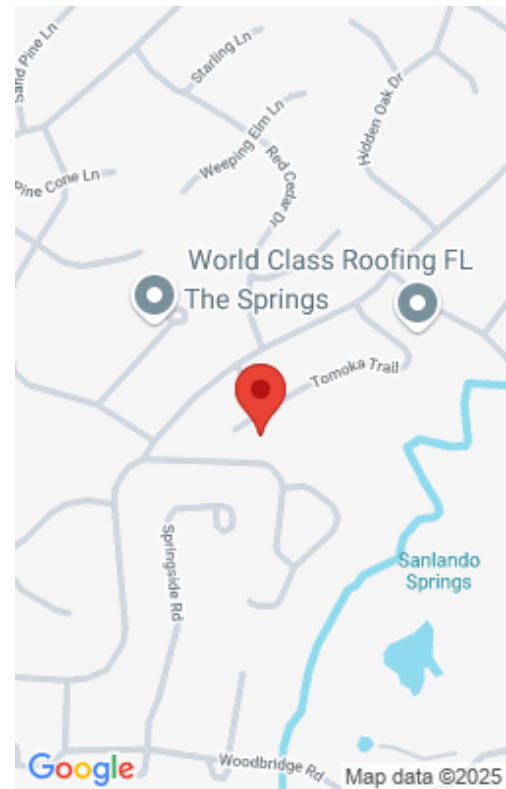 Sand Pine Ln
Starling Ln
Hidden Oak Dr
Weeping Elm Ln
Red Cedar Dr
Pine Cone Ln
World Class Roofing FL
The Springs
Tomoka Trail
Springside Rd
Sanlando
Springs
Woodbridge Rd
Google
Map data ©2025